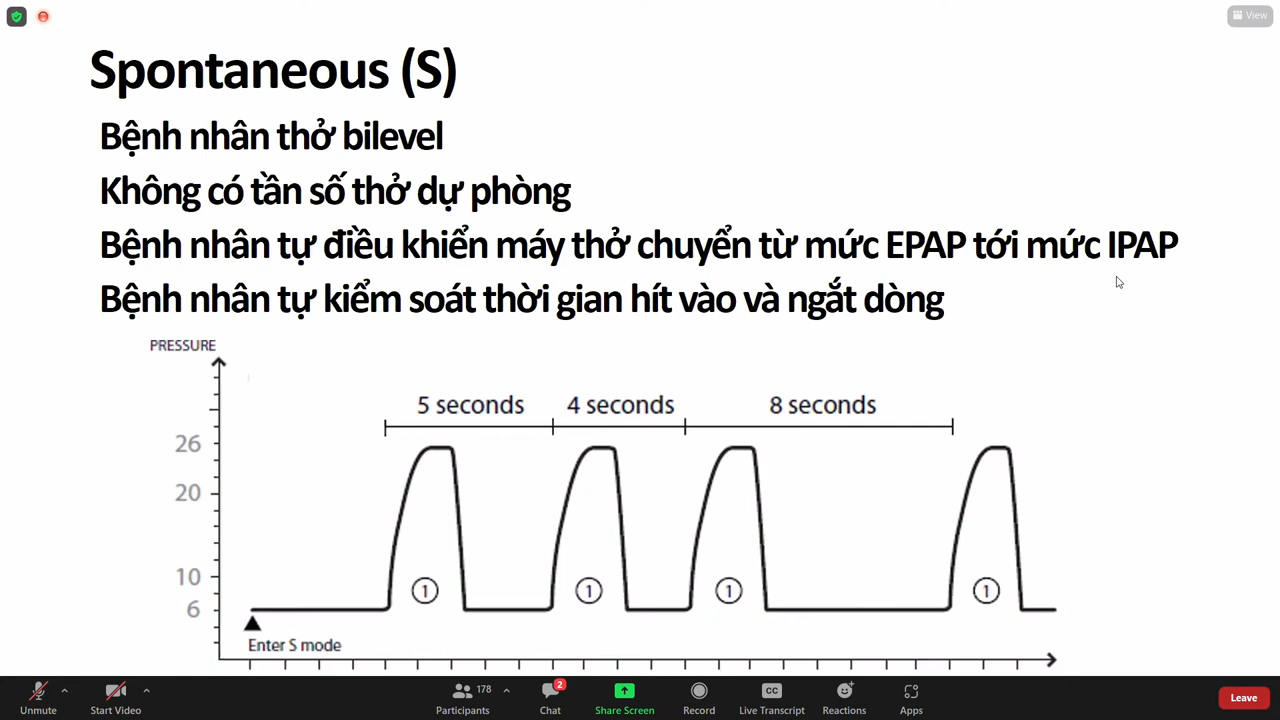 View
Spontaneous (S)
Bệnh nhân thở bilevel
Không có tần số thở dự phòng
Bệnh nhân tự điều khiển máy thở chuyển từ mức EPAP tới mức IPAP
Bệnh nhân tự kiểm soát thời gian hít vào và ngắt dòng
PRESSURE
5 seconds 4 seconds 8 seconds
26
20
10
6
1 1 1 1
Enter S mode
178 2 CC
Unmute Start Video Participants Chat Share Screen Record Live Transcript Reactions Apps Leave